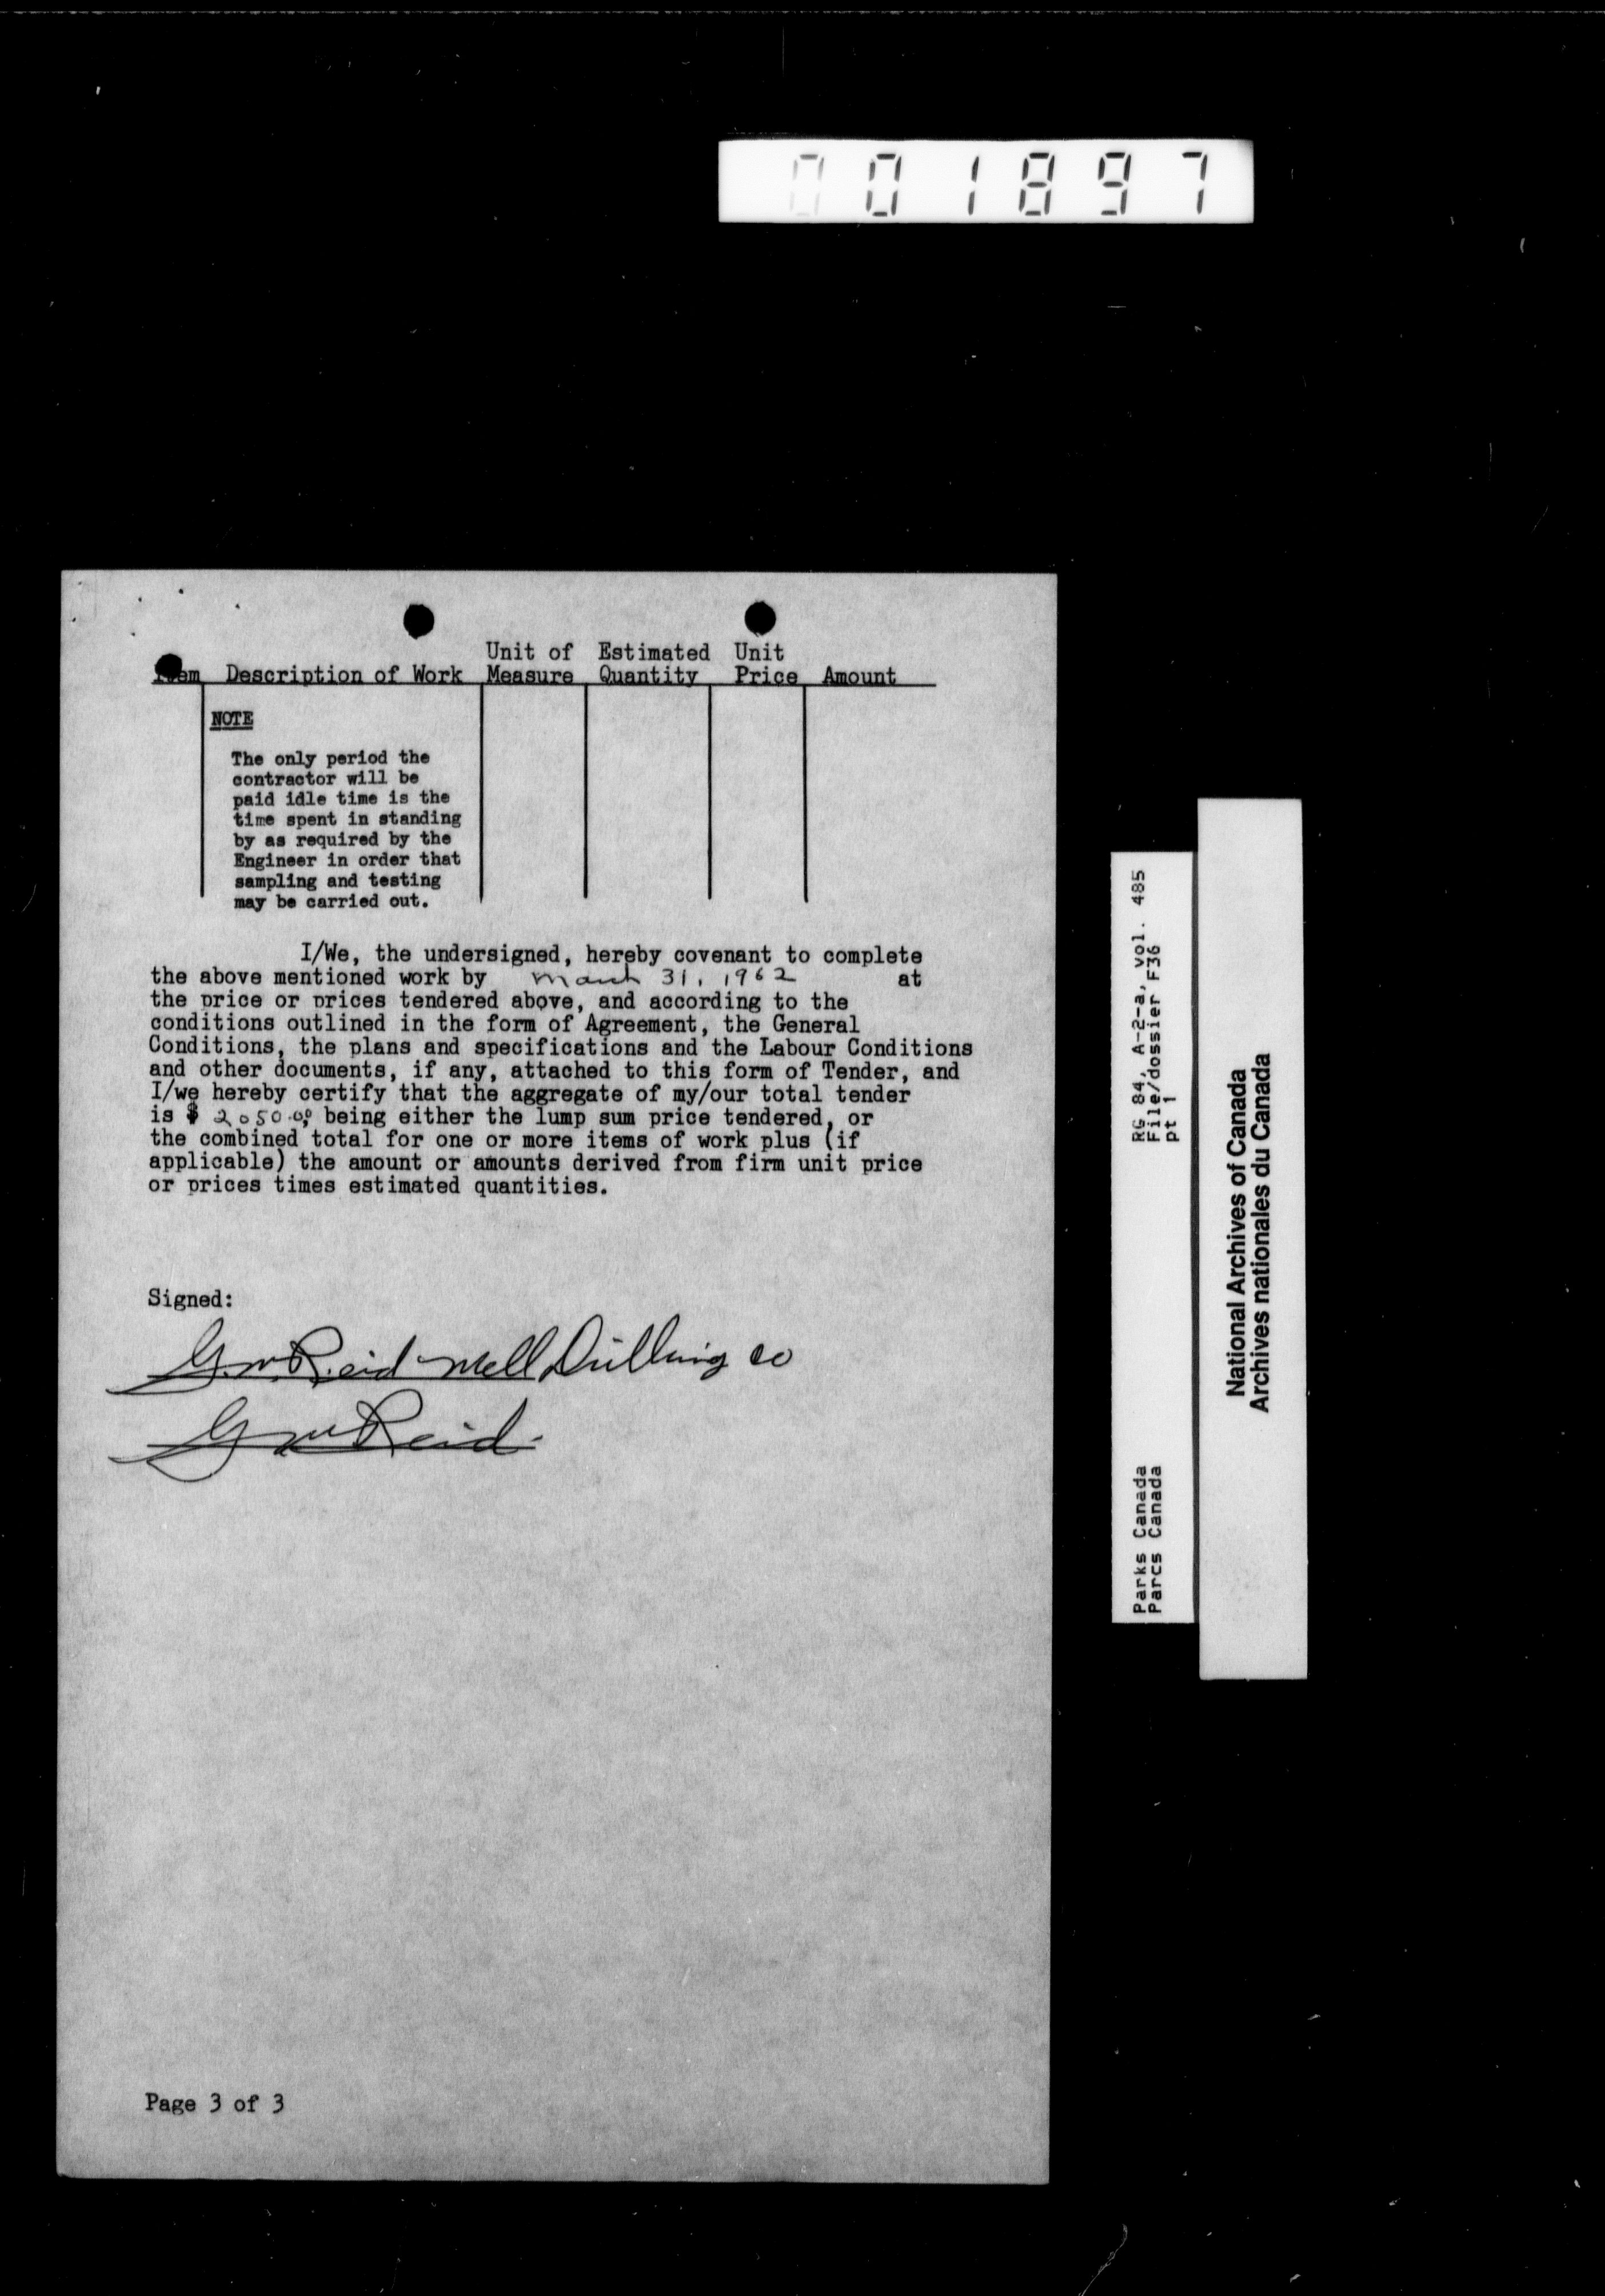 001897
Unit of Estimated Unit
Item Description of Work Measure Quantity Price Amount
NOTE
The only period the
contractor will be
paid idle time is the
time spent in standing
by as required by the
Engineer in order that
sampling and testing
may be carried out.
I/We, the undersigned, hereby covenant to complete
the above mentioned work by March 31, 1962 at
the price or prices tendered above, and according to the
conditions outlined in the form of Agreement, the General
Conditions, the plans and specifications and the Labour Conditions
and other documents, if any, attached to this form of Tender, and
I/we hereby certify that the aggregate of my/our total tender
is $ 2050.00, being either the lump sum price tendered, or
the combined total for one or more items of work plus (if
applicable) the amount or amounts derived from firm unit price
or prices times estimated quantities.
Signed:
G.W. Reid Well Drilling Co
G W Reid.
Page 3 of 3
RG 84, A-2-a, vol. 485
File/dossier F36
pt 1
Parks Canada
Parcs Canada
National Archives of Canada
Archives nationales du Canada